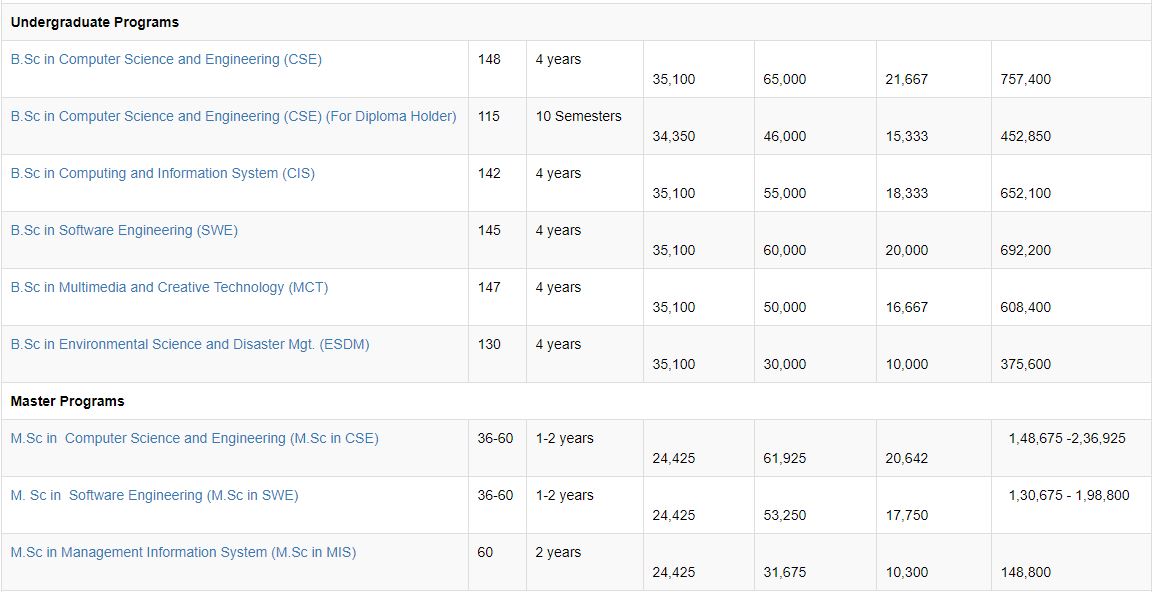 Undergraduate Programs
B.Sc in Computer Science and Engineering (CSE) 148 4 years 35,100 65,000 21,667 757,400
B.Sc in Computer Science and Engineering (CSE) (For Diploma Holder) 115 10 Semesters 34,350 46,000 15,333 452,850
B.Sc in Computing and Information System (CIS) 142 4 years 35,100 55,000 18,333 652,100
B.Sc in Software Engineering (SWE) 145 4 years 35,100 60,000 20,000 692,200
B.Sc in Multimedia and Creative Technology (MCT) 147 4 years 35,100 50,000 16,667 608,400
B.Sc in Environmental Science and Disaster Mgt. (ESDM) 130 4 years 35,100 30,000 10,000 375,600
Master Programs
M.Sc in Computer Science and Engineering (M.Sc in CSE) 36-60 1-2 years 24,425 61,925 20,642 1,48,675 -2,36,925
M. Sc in Software Engineering (M.Sc in SWE) 36-60 1-2 years 24,425 53,250 17,750 1,30,675 - 1,98,800
M.Sc in Management Information System (M.Sc in MIS) 60 2 years 24,425 31,675 10,300 148,800